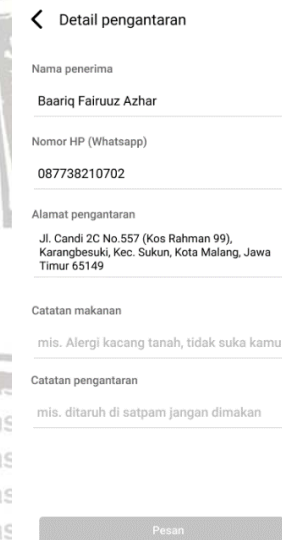 Detail pengantaran
Nama penerima
Baariq Fairuuz Azhar
Nomor HP (Whatsapp)
087738210702
Alamat pengantaran
Jl. Candi 2C No.557 (Kos Rahman 99),
Karangbesuki, Kec. Sukun, Kota Malang, Jawa
Timur 65149
Catatan makanan
mis. Alergi kacang tanah, tidak suka kamu
Catatan pengantaran
mis. ditaruh di satpam jangan dimakan
Pesan